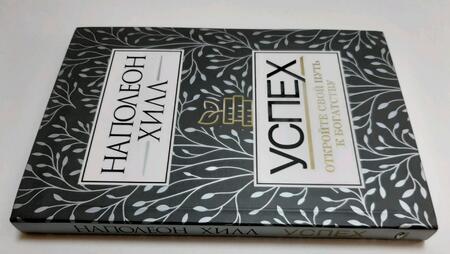 НАПОЛЕОН
ХИЛЛ
УСПЕХ
ОТКРОЙТЕ СВОЙ ПУТЬ
К БОГАТСТВУ
НАПОЛЕОН ХИЛЛ УСПЕХ